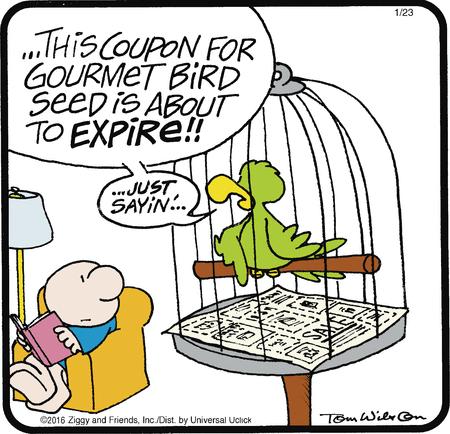 1/23
...THIS COUPON FOR
GOURMET BIRD
SEED IS ABOUT
TO EXPIRE!!
...JUST
SAYIN'...
SALE
©2016 Ziggy and Friends, Inc./Dist. by Universal Uclick
Tom Wilson